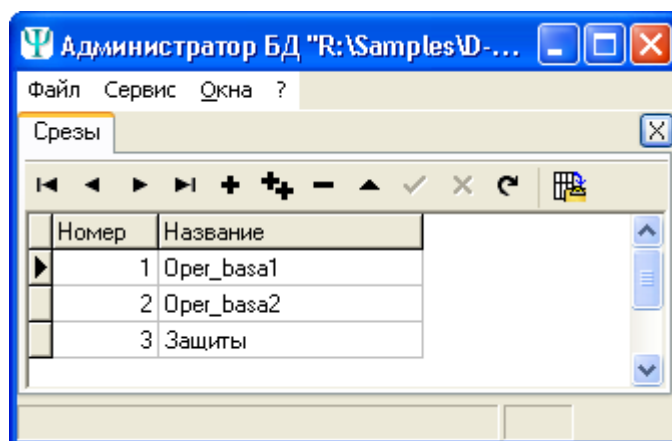 Администратор БД "R:\Samples\D-...
Файл Сервис Окна ?
Срезы
Номер Название
1 Oper_basa1
2 Oper_basa2
3 Защиты